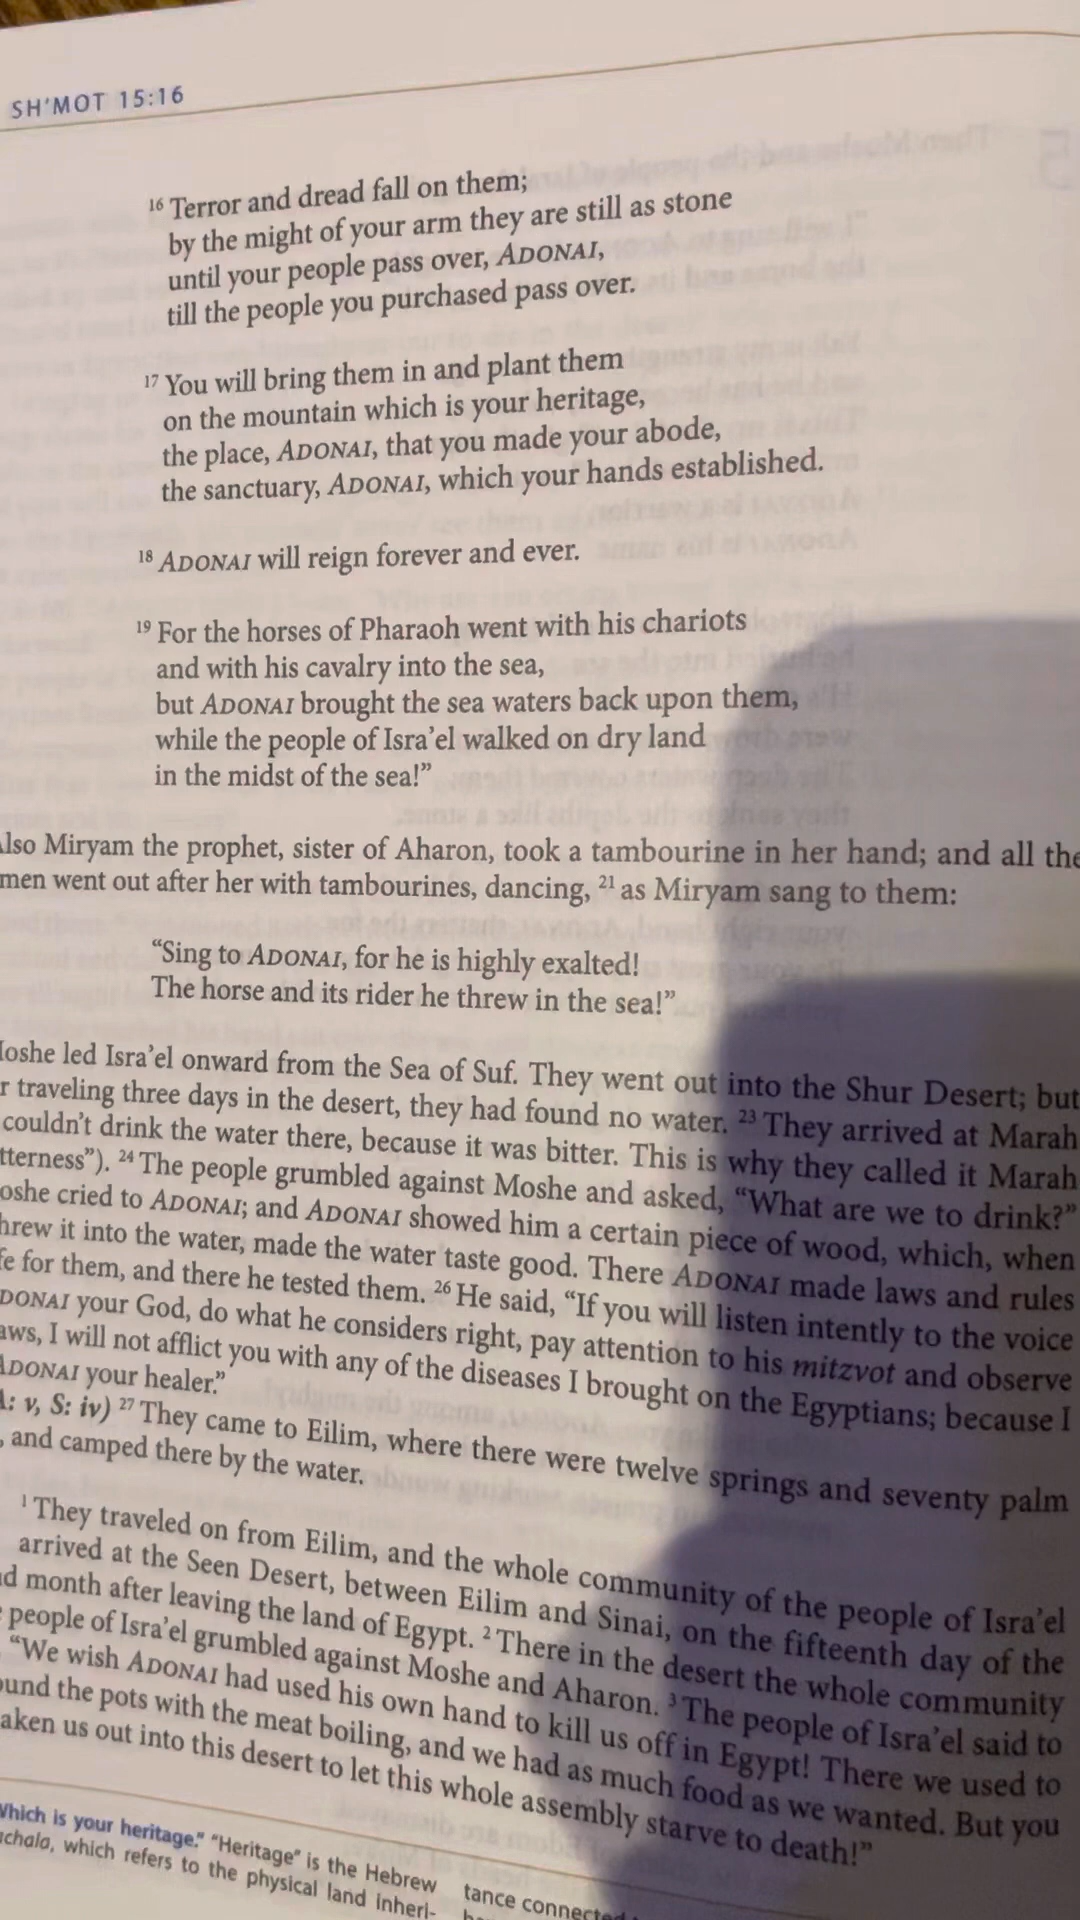 SH'MOT 15:16
16 Terror and dread fall on them;
by the might of your arm they are still as stone
until your people pass over, ADONAI,
till the people you purchased pass over.
17 You will bring them in and plant them
on the mountain which is your heritage,
the place, ADONAI, that you made your abode,
the sanctuary, ADONAI, which your hands established.
18 ADONAI will reign forever and ever.
19 For the horses of Pharaoh went with his chariots
and with his cavalry into the sea,
but ADONAI brought the sea waters back upon them,
while the people of Isra'el walked on dry land
in the midst of the sea!”
lso Miryam the prophet, sister of Aharon, took a tambourine in her hand; and all the
men went out after her with tambourines, dancing, 21 as Miryam sang to them:
“Sing to ADONAI, for he is highly exalted!
The horse and its rider he threw in the sea!”
oshe led Isra'el onward from the Sea of Suf. They went out into the Shur Desert; but
r traveling three days in the desert, they had found no water. 23 They arrived at Marah
couldn't drink the water there, because it was bitter. This is why they called it Marah
tterness”). 24 The people grumbled against Moshe and asked, “What are we to drink?”
oshe cried to ADONAI; and ADONAI showed him a certain piece of wood, which, when
hrew it into the water, made the water taste good. There ADONAI made laws and rules
fe for them, and there he tested them. 26 He said, “If you will listen intently to the voice
DONAI your God, do what he considers right, pay attention to his mitzvot and observe
aws, I will not afflict you with any of the diseases I brought on the Egyptians; because I
ADONAI your healer.”
A: v, S: iv) 27 They came to Eilim, where there were twelve springs and seventy palm
, and camped there by the water.
1 They traveled on from Eilim, and the whole community of the people of Isra'el
arrived at the Seen Desert, between Eilim and Sinai, on the fifteenth day of the
d month after leaving the land of Egypt. 2 There in the desert the whole community
people of Isra'el grumbled against Moshe and Aharon. 3 The people of Isra'el said to
“We wish ADONAI had used his own hand to kill us off in Egypt! There we used to
ound the pots with the meat boiling, and we had as much food as we wanted. But you
aken us out into this desert to let this whole assembly starve to death!”
Which is your heritage.” “Heritage” is the Hebrew
achala, which refers to the physical land inheri-
tance connected